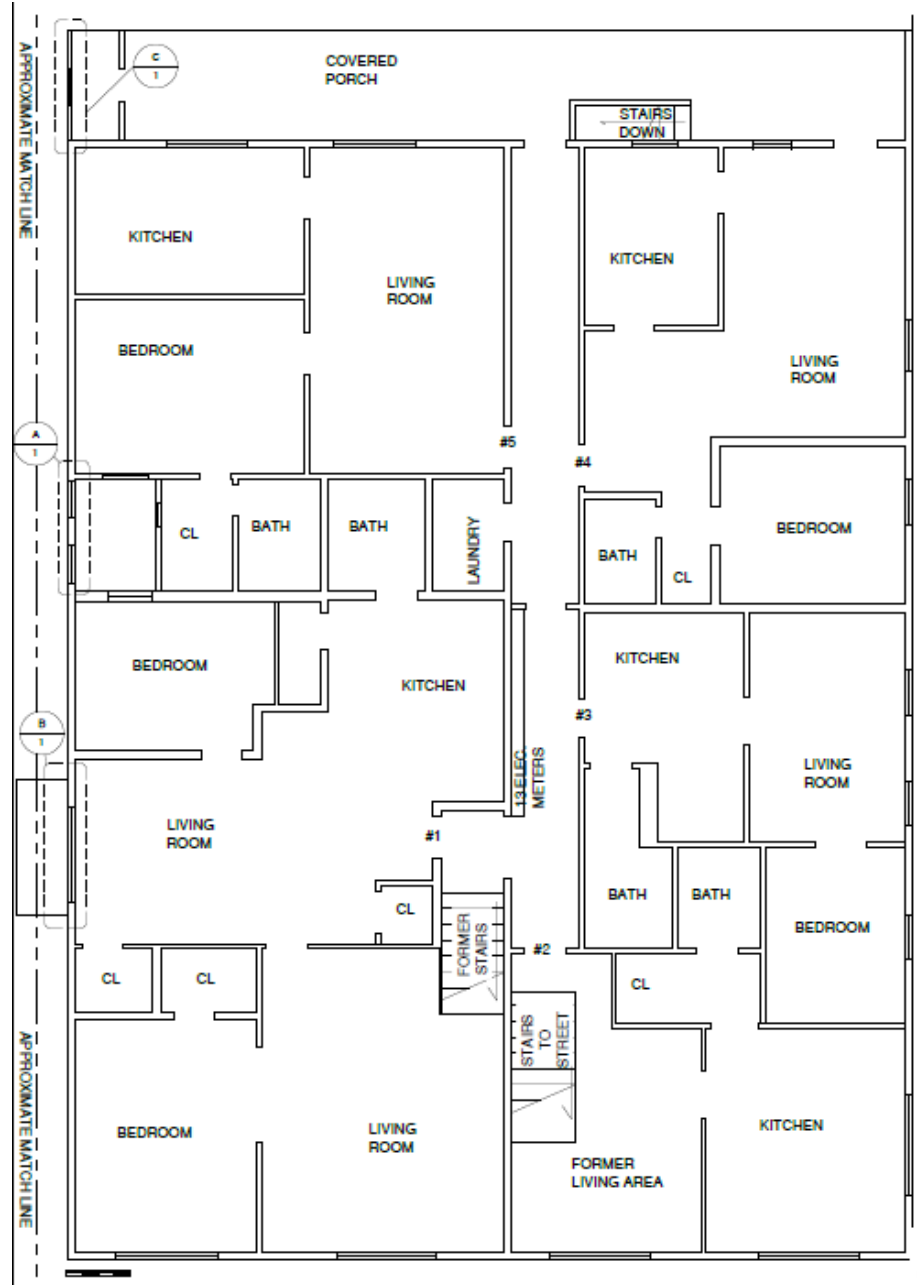 APPROXIMATE MATCH LINE
C
1
COVERED
PORCH
STAIRS
DOWN
KITCHEN
LIVING
ROOM
KITCHEN
BEDROOM
LIVING
ROOM
A
1
#5
#4
CL
BATH
BATH
LAUNDRY
BATH
CL
BEDROOM
BEDROOM
KITCHEN
KITCHEN
#3
B
1
13 ELEC.
METERS
LIVING
ROOM
LIVING
ROOM
#1
CL
BATH
BATH
BEDROOM
FORMER
STAIRS
#2
CL
CL
CL
STAIRS
TO
STREET
APPROXIMATE MATCH LINE
BEDROOM
LIVING
ROOM
KITCHEN
FORMER
LIVING AREA